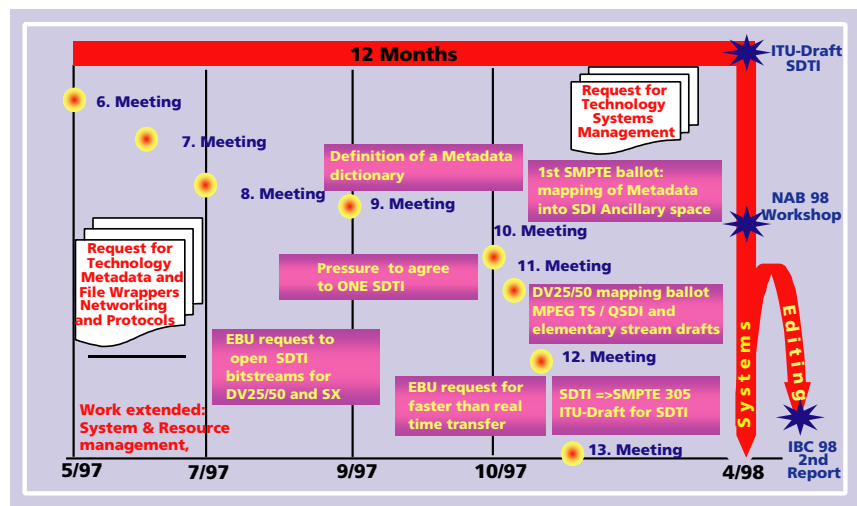 12 Months
ITU-Draft
SDTI
6. Meeting
Request for
Technology
Systems
Management
7. Meeting
Definition of a Metadata
dictionary
1st SMPTE ballot:
mapping of Metadata
into SDI Ancillary space
8. Meeting
9. Meeting
NAB 98
Workshop
10. Meeting
Request for
Technology
Metadata and
File Wrappers
Networking
and Protocols
Pressure to agree
to ONE SDTI
11. Meeting
DV25/50 mapping ballot
MPEG TS / QSDI and
elementary stream drafts
EBU request to
open SDTI
bitstreams for
DV25/50 and SX
12. Meeting
EBU request for
faster than real
time transfer
SDTI =>SMPTE 305
ITU-Draft for SDTI
Systems
Editing
Work extended:
System & Resource
management,
13. Meeting
IBC 98
2nd
Report
5/97
7/97
9/97
10/97
4/98